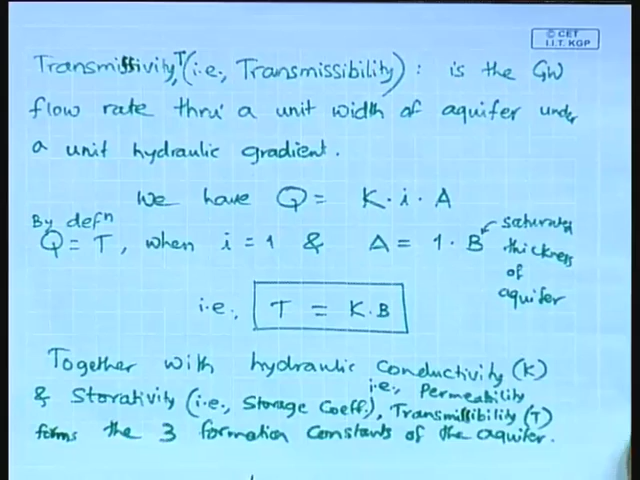 © CET
I.I.T. KGP
Transmissivity, T (i.e., Transmissibility) : is the GW
flow rate thru' a unit width of aquifer under
a unit hydraulic gradient.
We have Q = K . i . A
By defn
Q = T, when i = 1 & A = 1 . B
saturated
thickness
of
aquifer
i.e., T = K.B
Together with hydraulic conductivity (K)
i.e., Permeability
& Storativity (i.e., Storage Coeff.), Transmissibility (T)
forms the 3 formation constants of the aquifer.